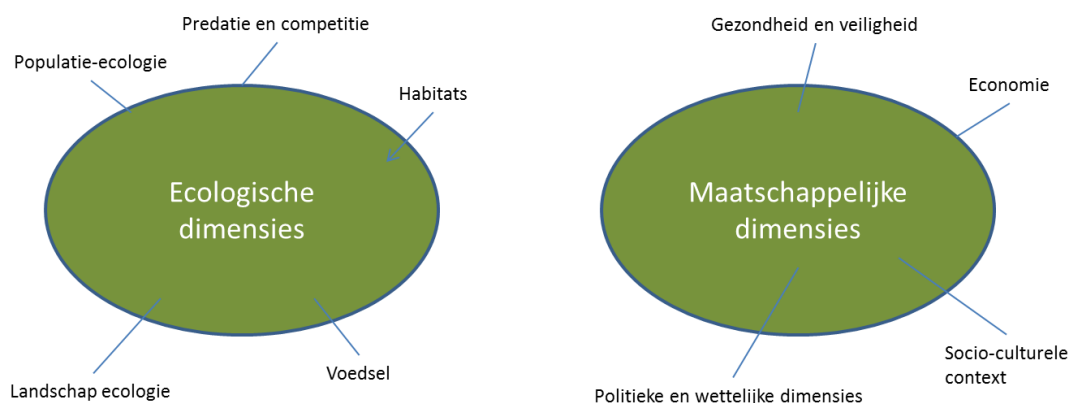 Predatie en competitie
Populatie-ecologie
Habitats
Ecologische
dimensies
Landschap ecologie
Voedsel
Gezondheid en veiligheid
Economie
Maatschappelijke
dimensies
Socio-culturele
context
Politieke en wettelijke dimensies